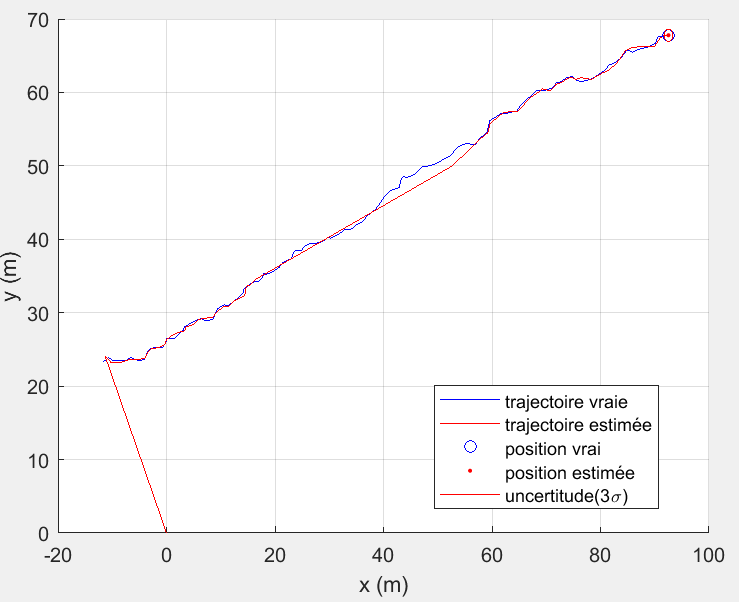 70
60
50
40
30
20
10
0
-20
0
20
40
60
80
100
y (m)
x (m)
trajectoire vraie
trajectoire estimée
position vrai
position estimée
uncertitude(3σ)